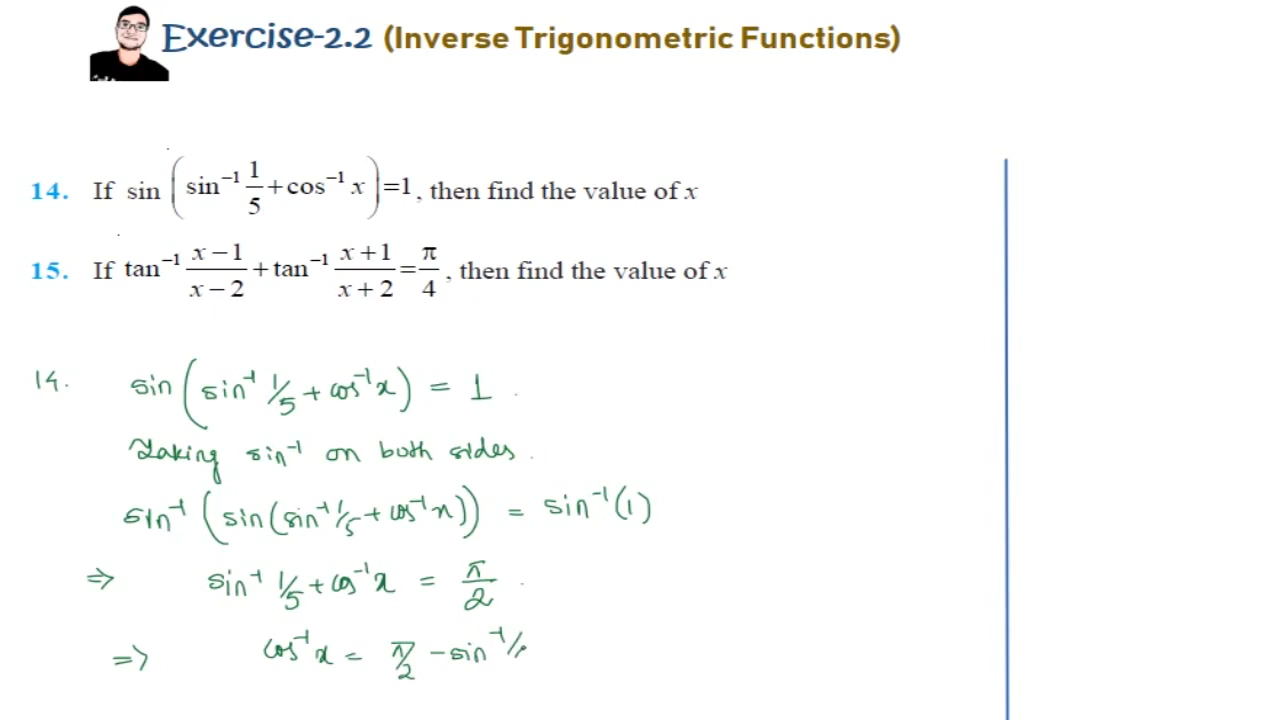 Exercise-2.2 (Inverse Trigonometric Functions)
14. If sin(sin⁻¹ 1/5 + cos⁻¹ x) = 1, then find the value of x
15. If tan⁻¹ (x − 1)/(x − 2) + tan⁻¹ (x + 1)/(x + 2) = π/4, then find the value of x
14. sin(sin⁻¹ 1/5 + cos⁻¹x) = 1
Taking sin⁻¹ on both sides.
sin⁻¹(sin(sin⁻¹ 1/5 + cos⁻¹x)) = sin⁻¹(1)
⇒ sin⁻¹ 1/5 + cos⁻¹x = π/2
⇒ cos⁻¹x = π/2 − sin⁻¹ 1/